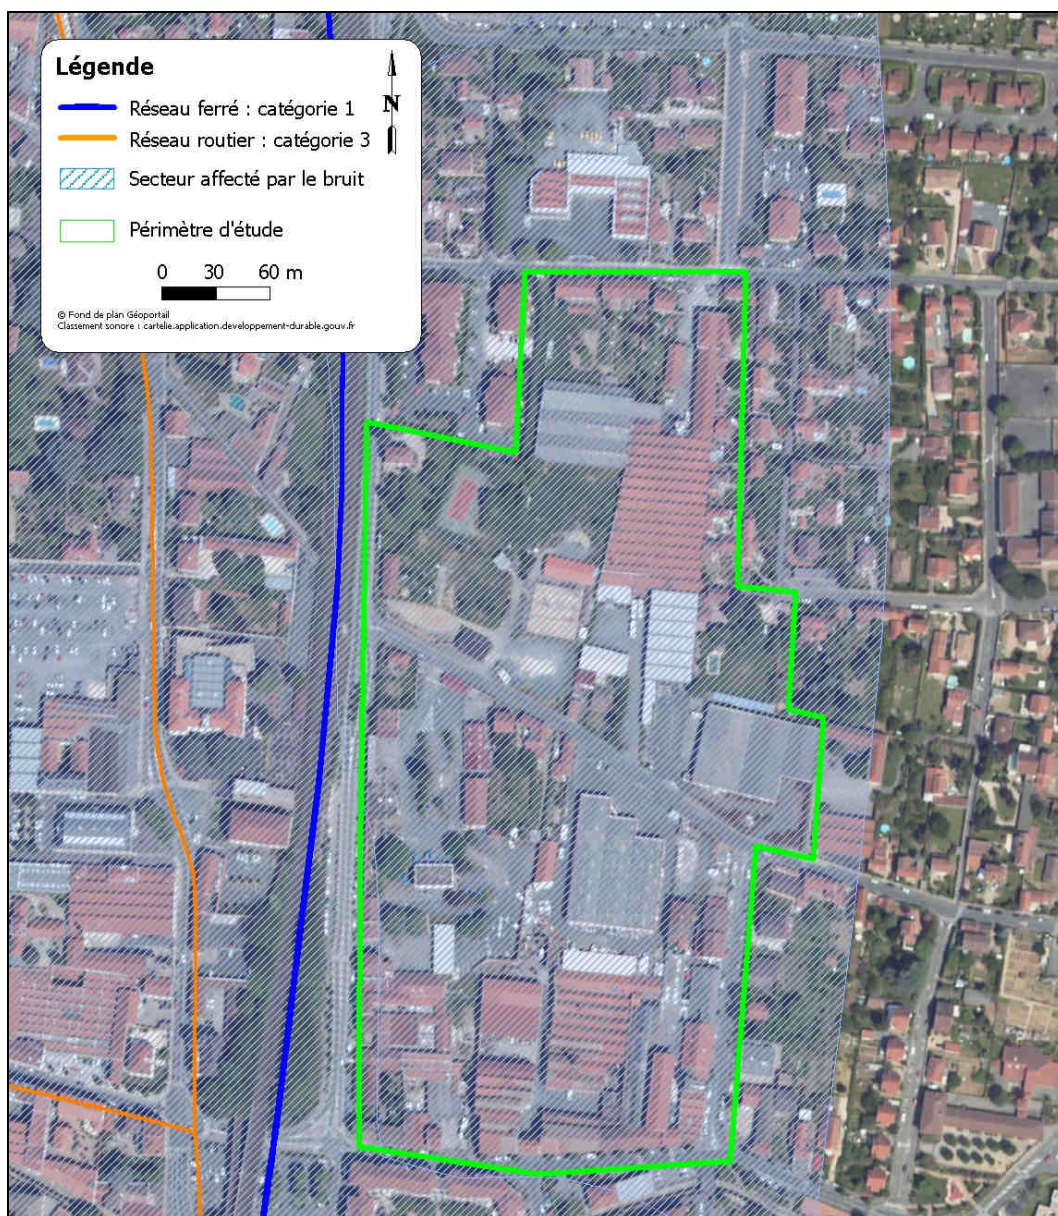 Légende
N
Réseau ferré : catégorie 1
Réseau routier : catégorie 3
Secteur affecté par le bruit
Périmètre d'étude
0 30 60 m
© Fond de plan Géoportail
Classement sonore : cartelie.application.developpement-durable.gouv.fr